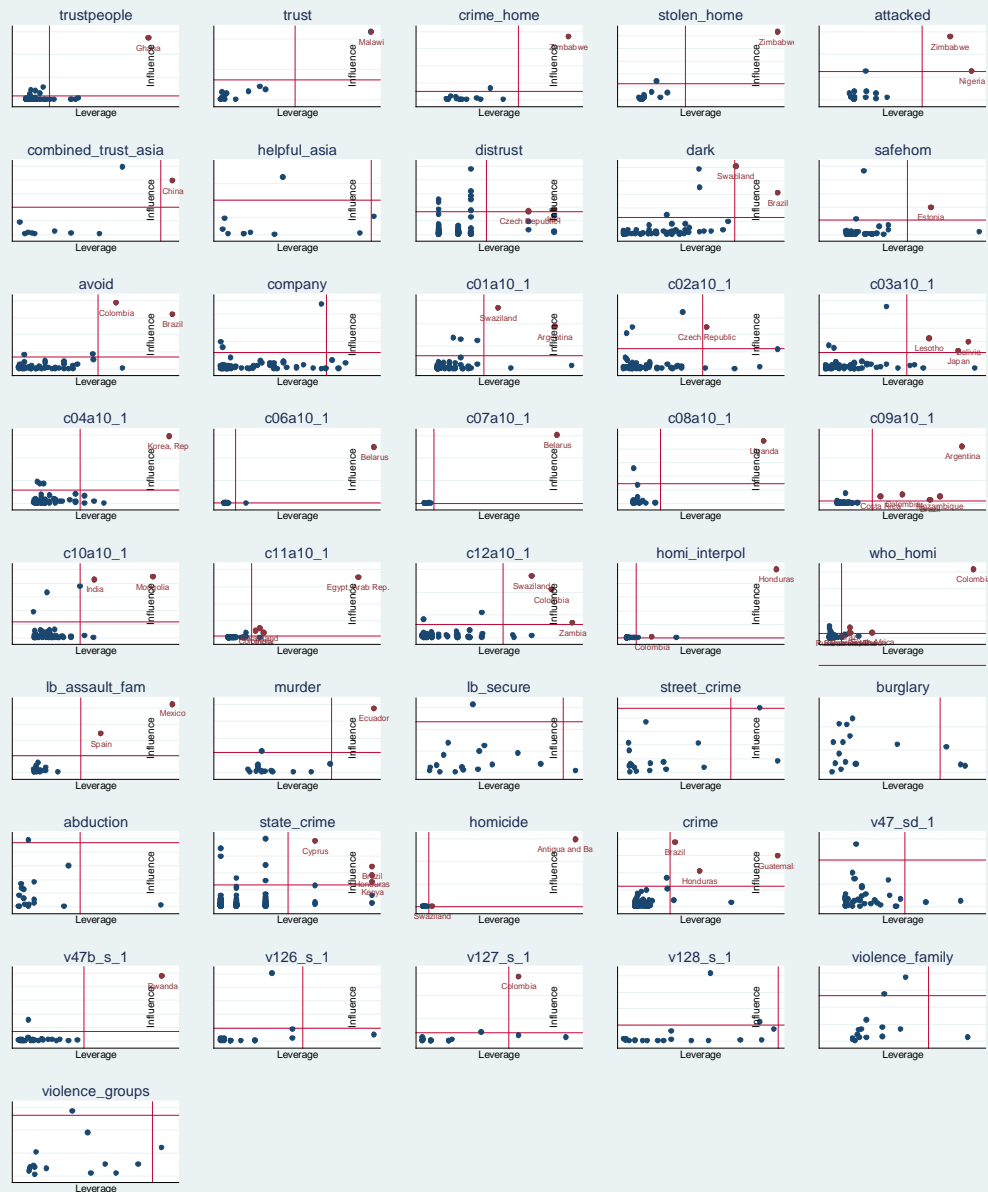 trustpeople
trust
crime_home
stolen_home
attacked
Ghana
Malawi
Zimbabwe
Zimbabwe
Zimbabwe
Nigeria
Influence
Influence
Influence
Influence
Leverage
Leverage
Leverage
Leverage
Leverage
combined_trust_asia
helpful_asia
distrust
dark
safehom
China
Czech Republic
Swaziland
Brazil
Estonia
Influence
Influence
Influence
Influence
Leverage
Leverage
Leverage
Leverage
Leverage
avoid
company
c01a10_1
c02a10_1
c03a10_1
Colombia
Brazil
Swaziland
Argentina
Czech Republic
Lesotho
Bolivia
Japan
Influence
Influence
Influence
Influence
Leverage
Leverage
Leverage
Leverage
Leverage
c04a10_1
c06a10_1
c07a10_1
c08a10_1
c09a10_1
Korea, Rep
Belarus
Belarus
Uganda
Argentina
Costa Rica
Colombia
Mozambique
Brazil
Influence
Influence
Influence
Influence
Leverage
Leverage
Leverage
Leverage
Leverage
c10a10_1
c11a10_1
c12a10_1
homi_interpol
who_homi
India
Mongolia
Egypt, Arab Rep.
Swaziland
Colombia
Zambia
Honduras
Colombia
Colombi
Influence
Influence
Influence
Influence
Leverage
Leverage
Leverage
Leverage
Leverage
lb_assault_fam
murder
lb_secure
street_crime
burglary
Mexico
Spain
Ecuador
Influence
Influence
Influence
Influence
Leverage
Leverage
Leverage
Leverage
Leverage
abduction
state_crime
homicide
crime
v47_sd_1
Cyprus
Brazil
Honduras
Kenya
Antigua and Ba
Swaziland
Brazil
Honduras
Guatemal
Influence
Influence
Influence
Influence
Leverage
Leverage
Leverage
Leverage
Leverage
v47b_s_1
v126_s_1
v127_s_1
v128_s_1
violence_family
Rwanda
Colombia
Influence
Influence
Influence
Influence
Leverage
Leverage
Leverage
Leverage
Leverage
violence_groups
Leverage